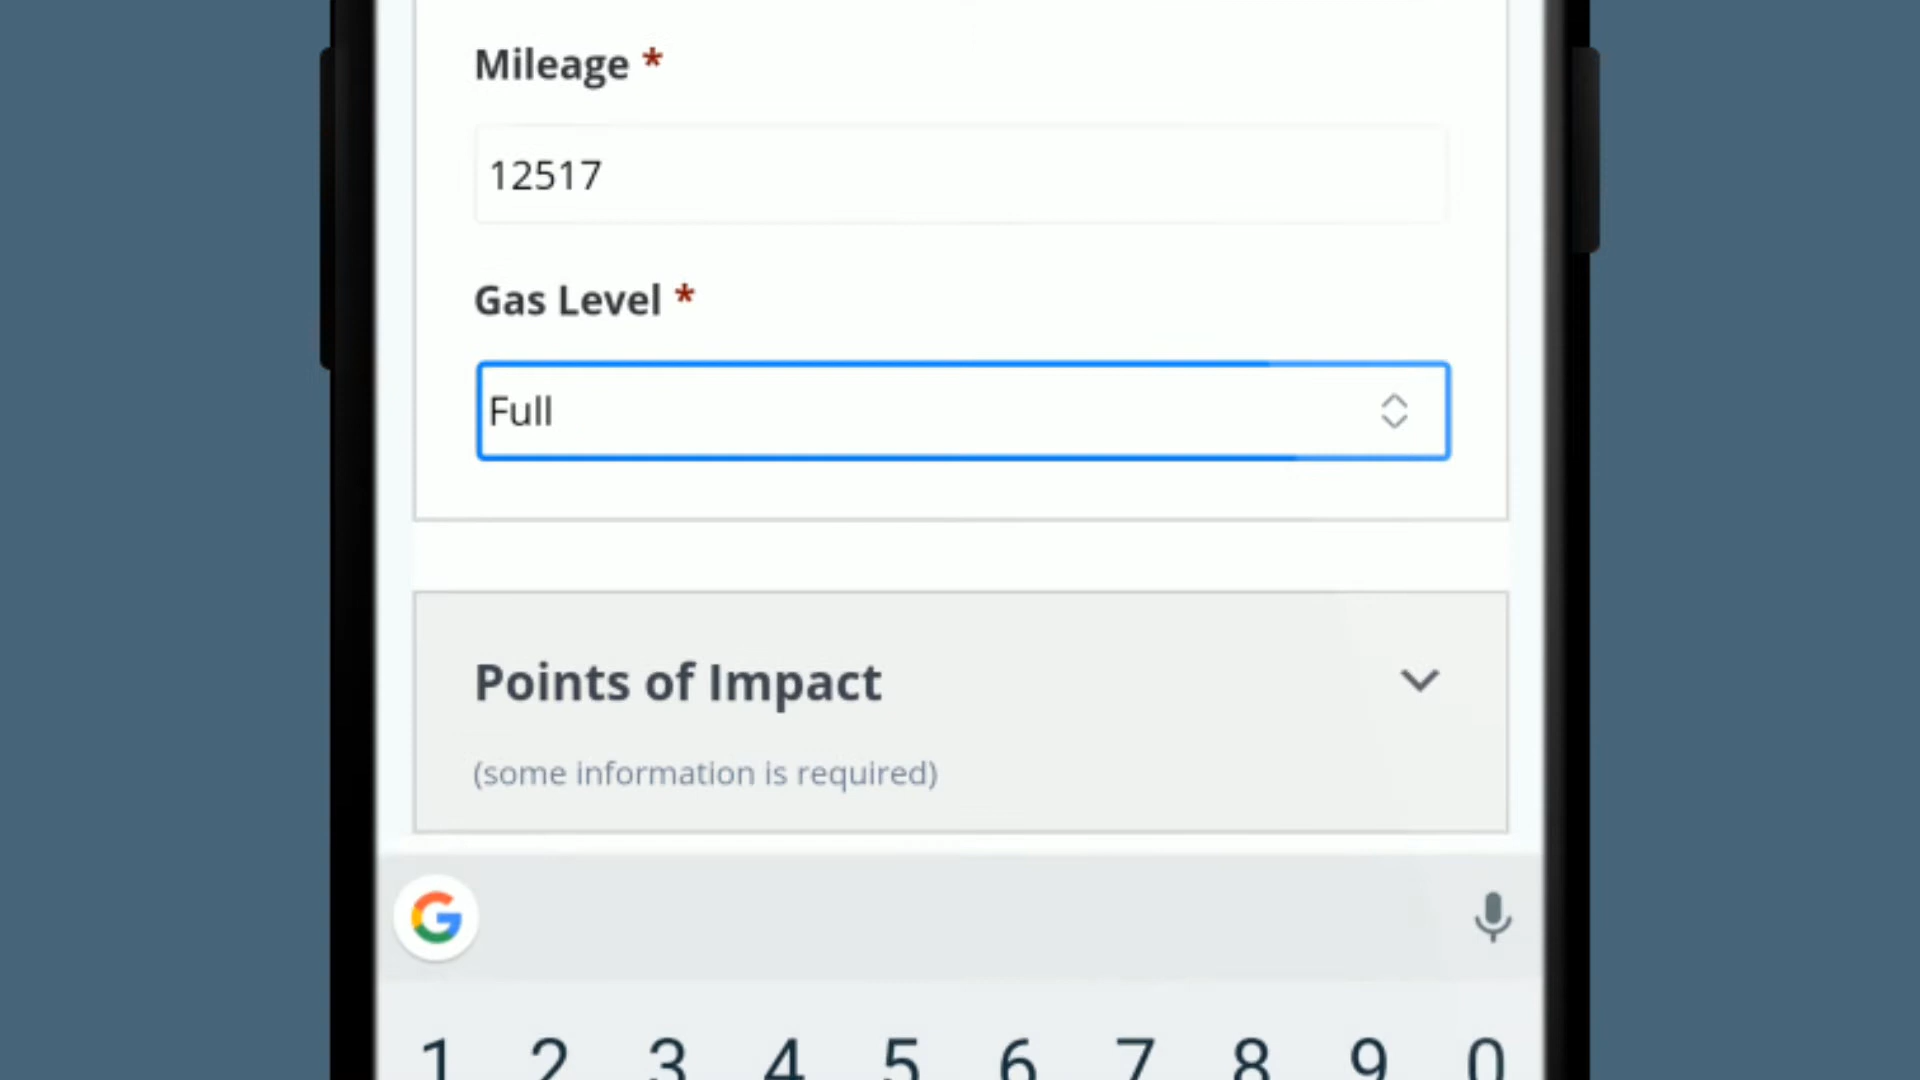 Mileage *
12517
Gas Level *
Full
Points of Impact
(some information is required)
G
1 2 3 4 5 6 7 8 9 0